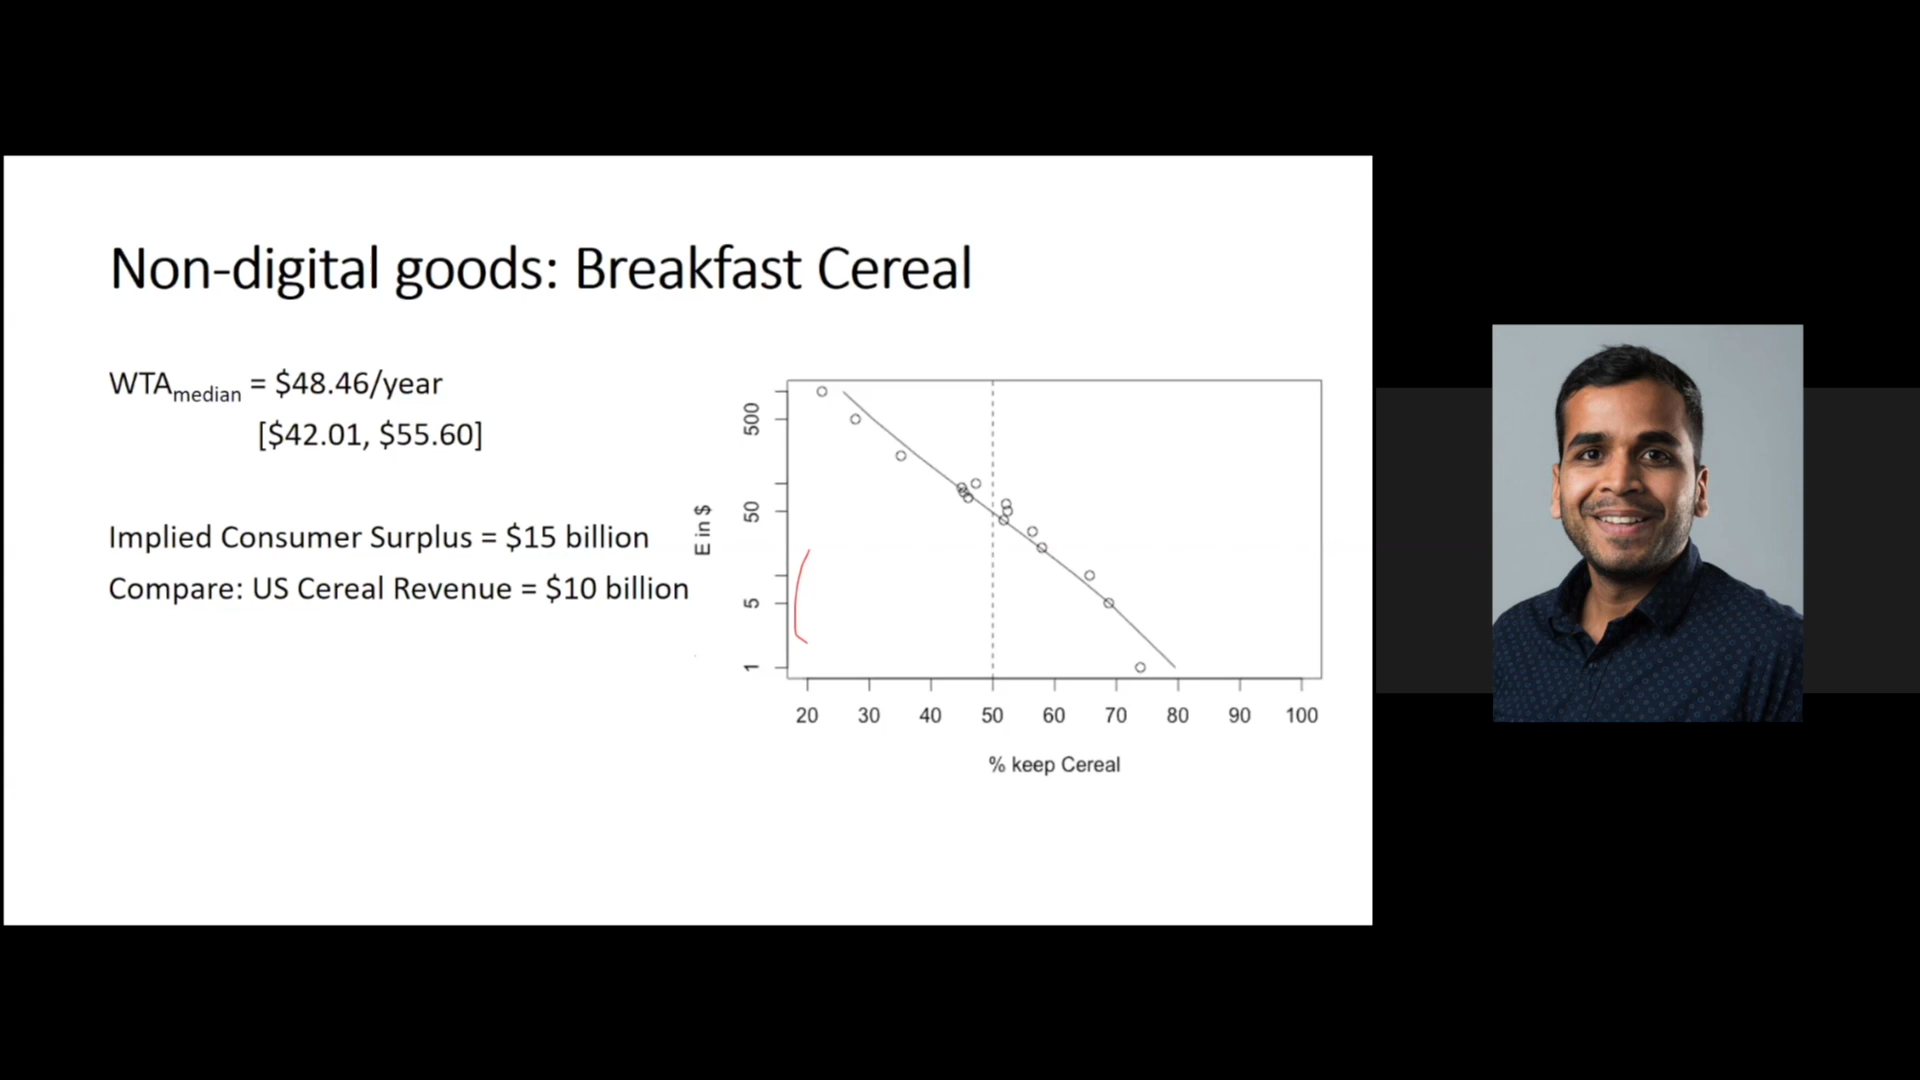 Non-digital goods: Breakfast Cereal
WTAmedian = $48.46/year
[$42.01, $55.60]
Implied Consumer Surplus = $15 billion
Compare: US Cereal Revenue = $10 billion
E in $
500
50
5
1
20 30 40 50 60 70 80 90 100
% keep Cereal